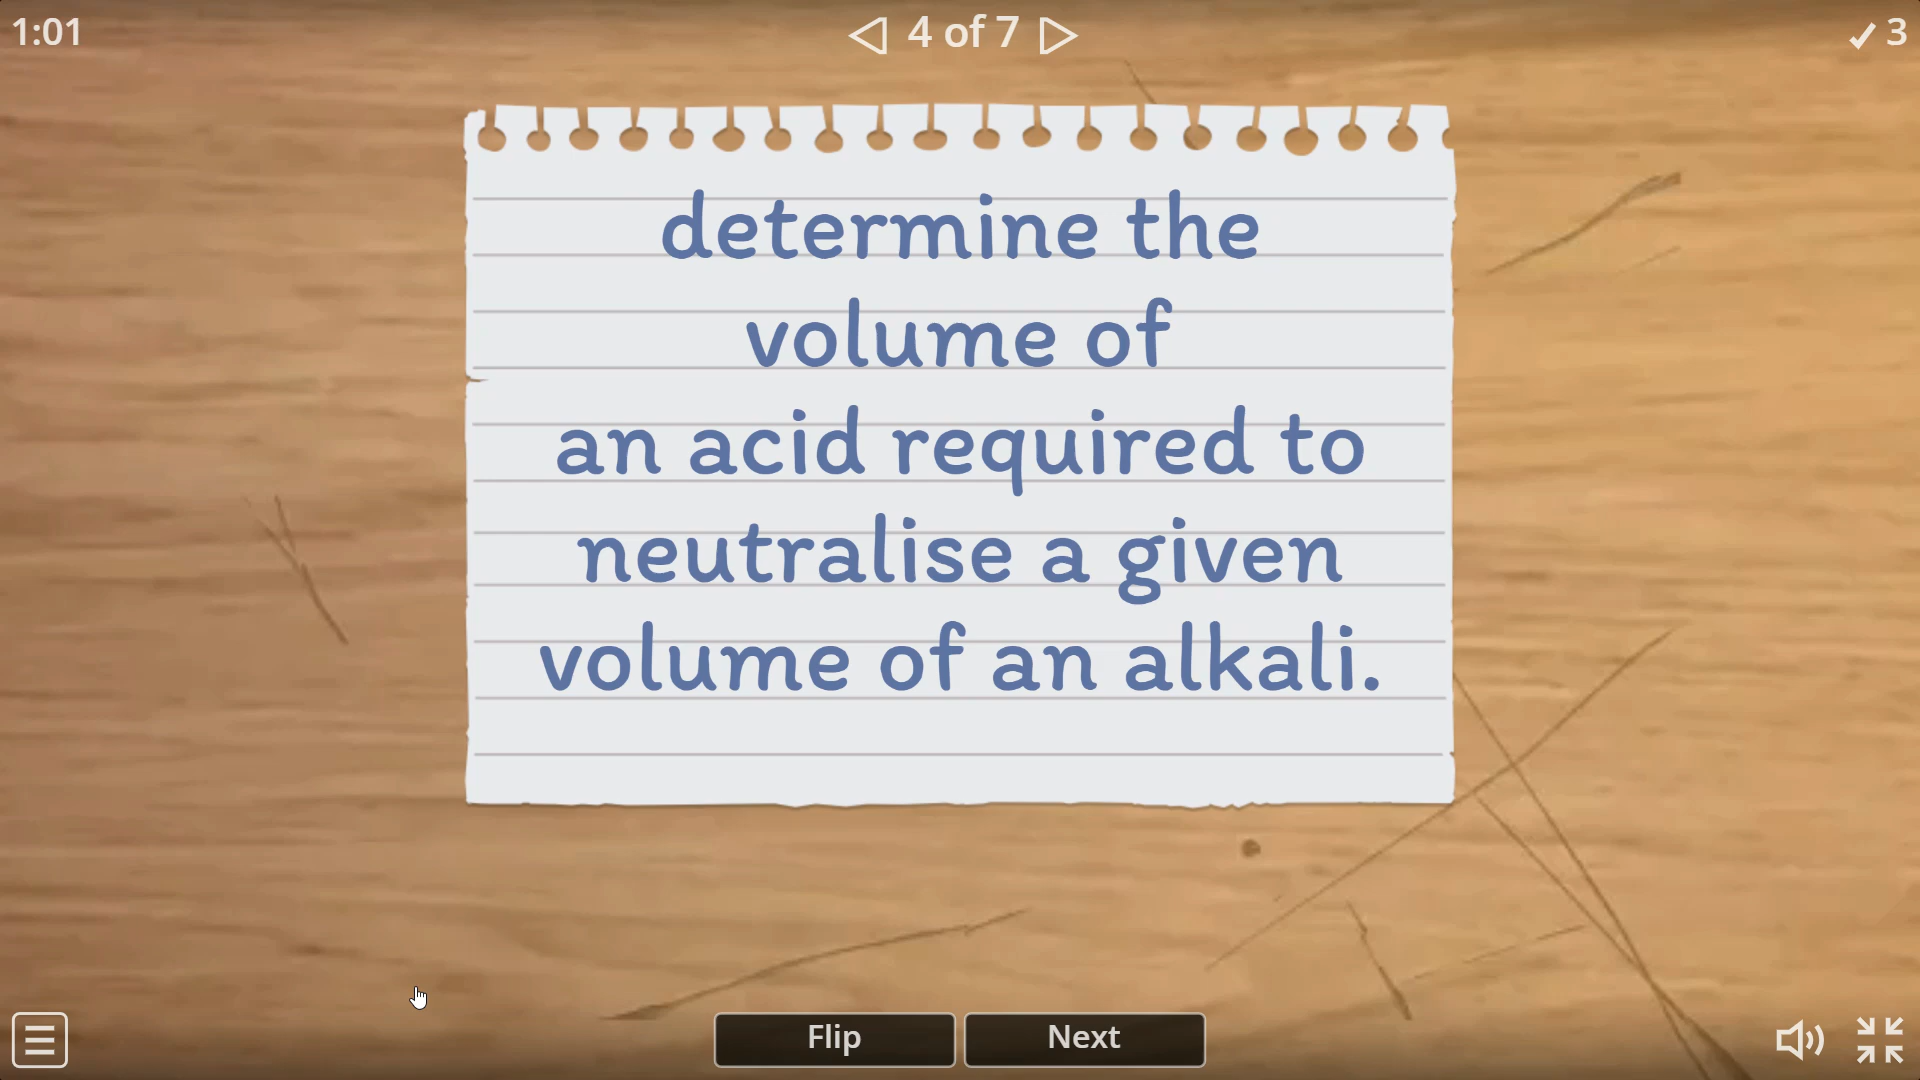 1:01
4 of 7
3
determine the
volume of
an acid required to
neutralise a given
volume of an alkali.
Flip
Next